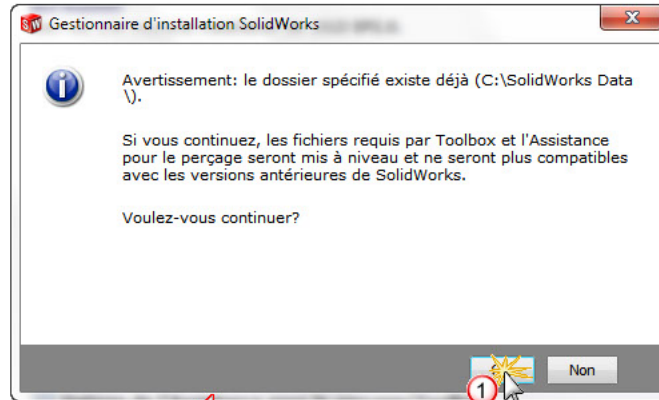 Gestionnaire d'installation SolidWorks
Avertissement: le dossier spécifié existe déjà (C:\SolidWorks Data
\).
Si vous continuez, les fichiers requis par Toolbox et l'Assistance
pour le perçage seront mis à niveau et ne seront plus compatibles
avec les versions antérieures de SolidWorks.
Voulez-vous continuer?
Non
1